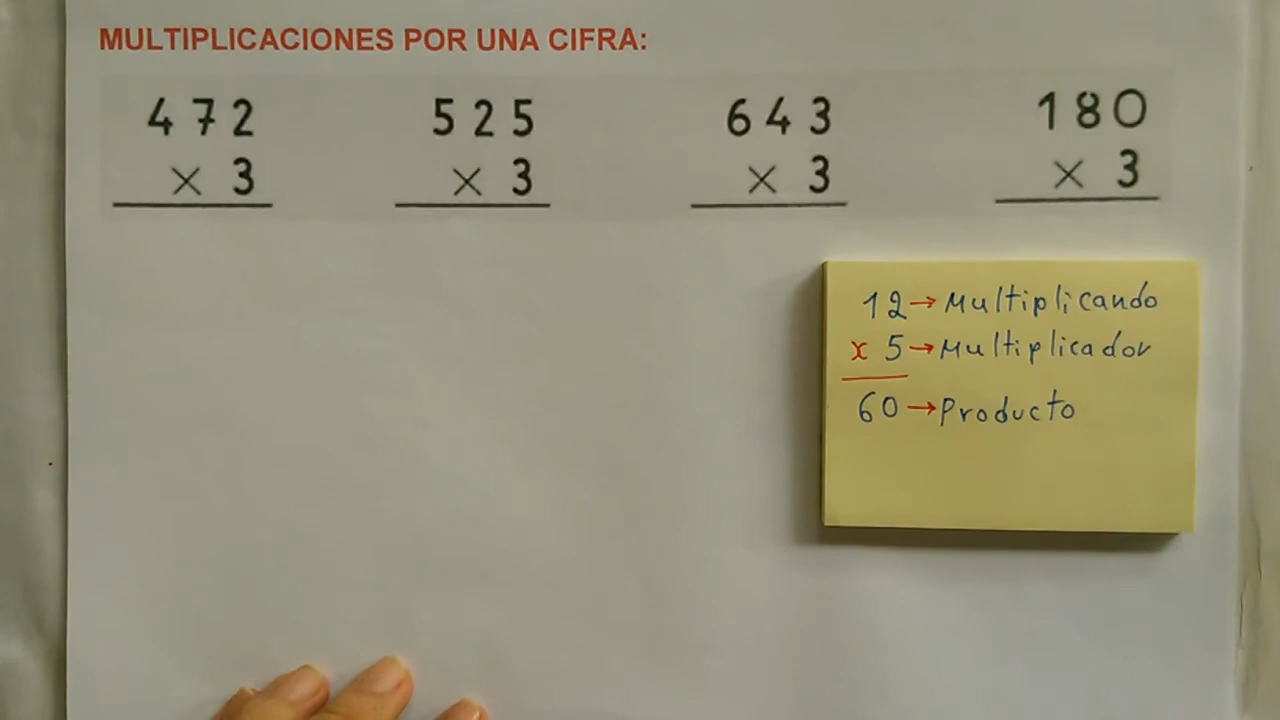 MULTIPLICACIONES POR UNA CIFRA:
472 525 643 180
× 3 × 3 × 3 × 3
12→Multiplicando
x 5→Multiplicador
60→Producto